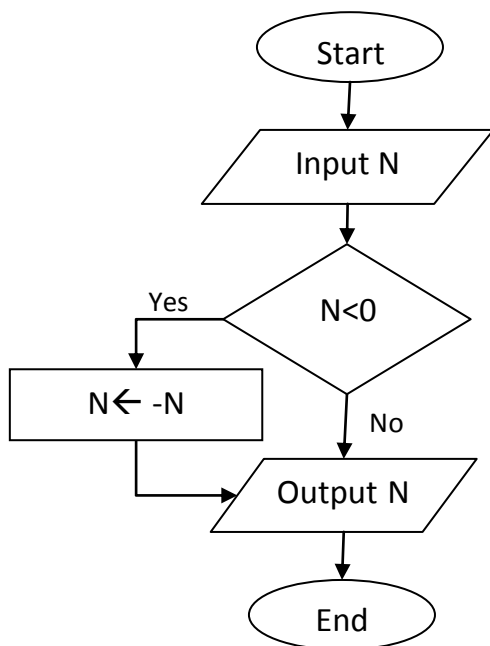 Start
Input N
Yes
N<0
N← -N
No
Output N
End